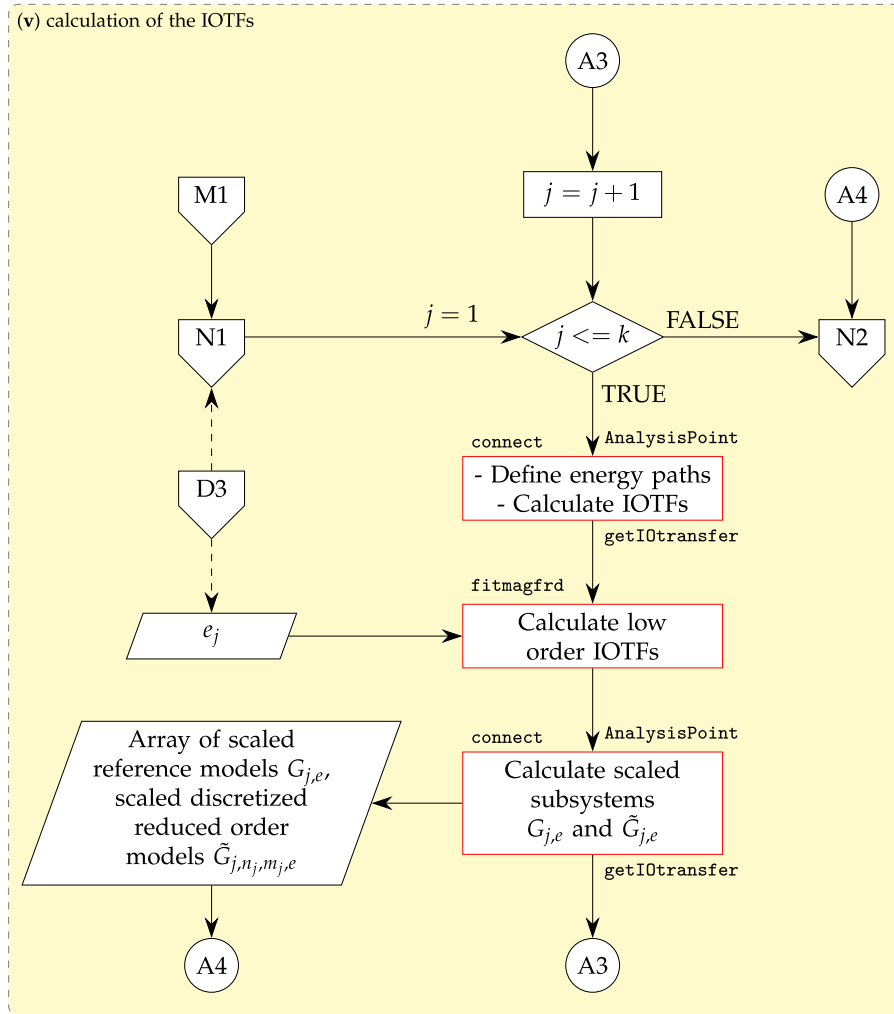 (v) calculation of the IOTFs
A3
M1
j = j + 1
A4
N1
j = 1
j <= k
FALSE
N2
TRUE
connect
AnalysisPoint
- Define energy paths
- Calculate IOTFs
getIOtransfer
D3
fitmagfrd
e_j
Calculate low
order IOTFs
connect
AnalysisPoint
Array of scaled
reference models G_{j,e},
scaled discretized
reduced order
models G̃_{j,n_j,m_j,e}
Calculate scaled
subsystems
G_{j,e} and G̃_{j,e}
getIOtransfer
A4
A3